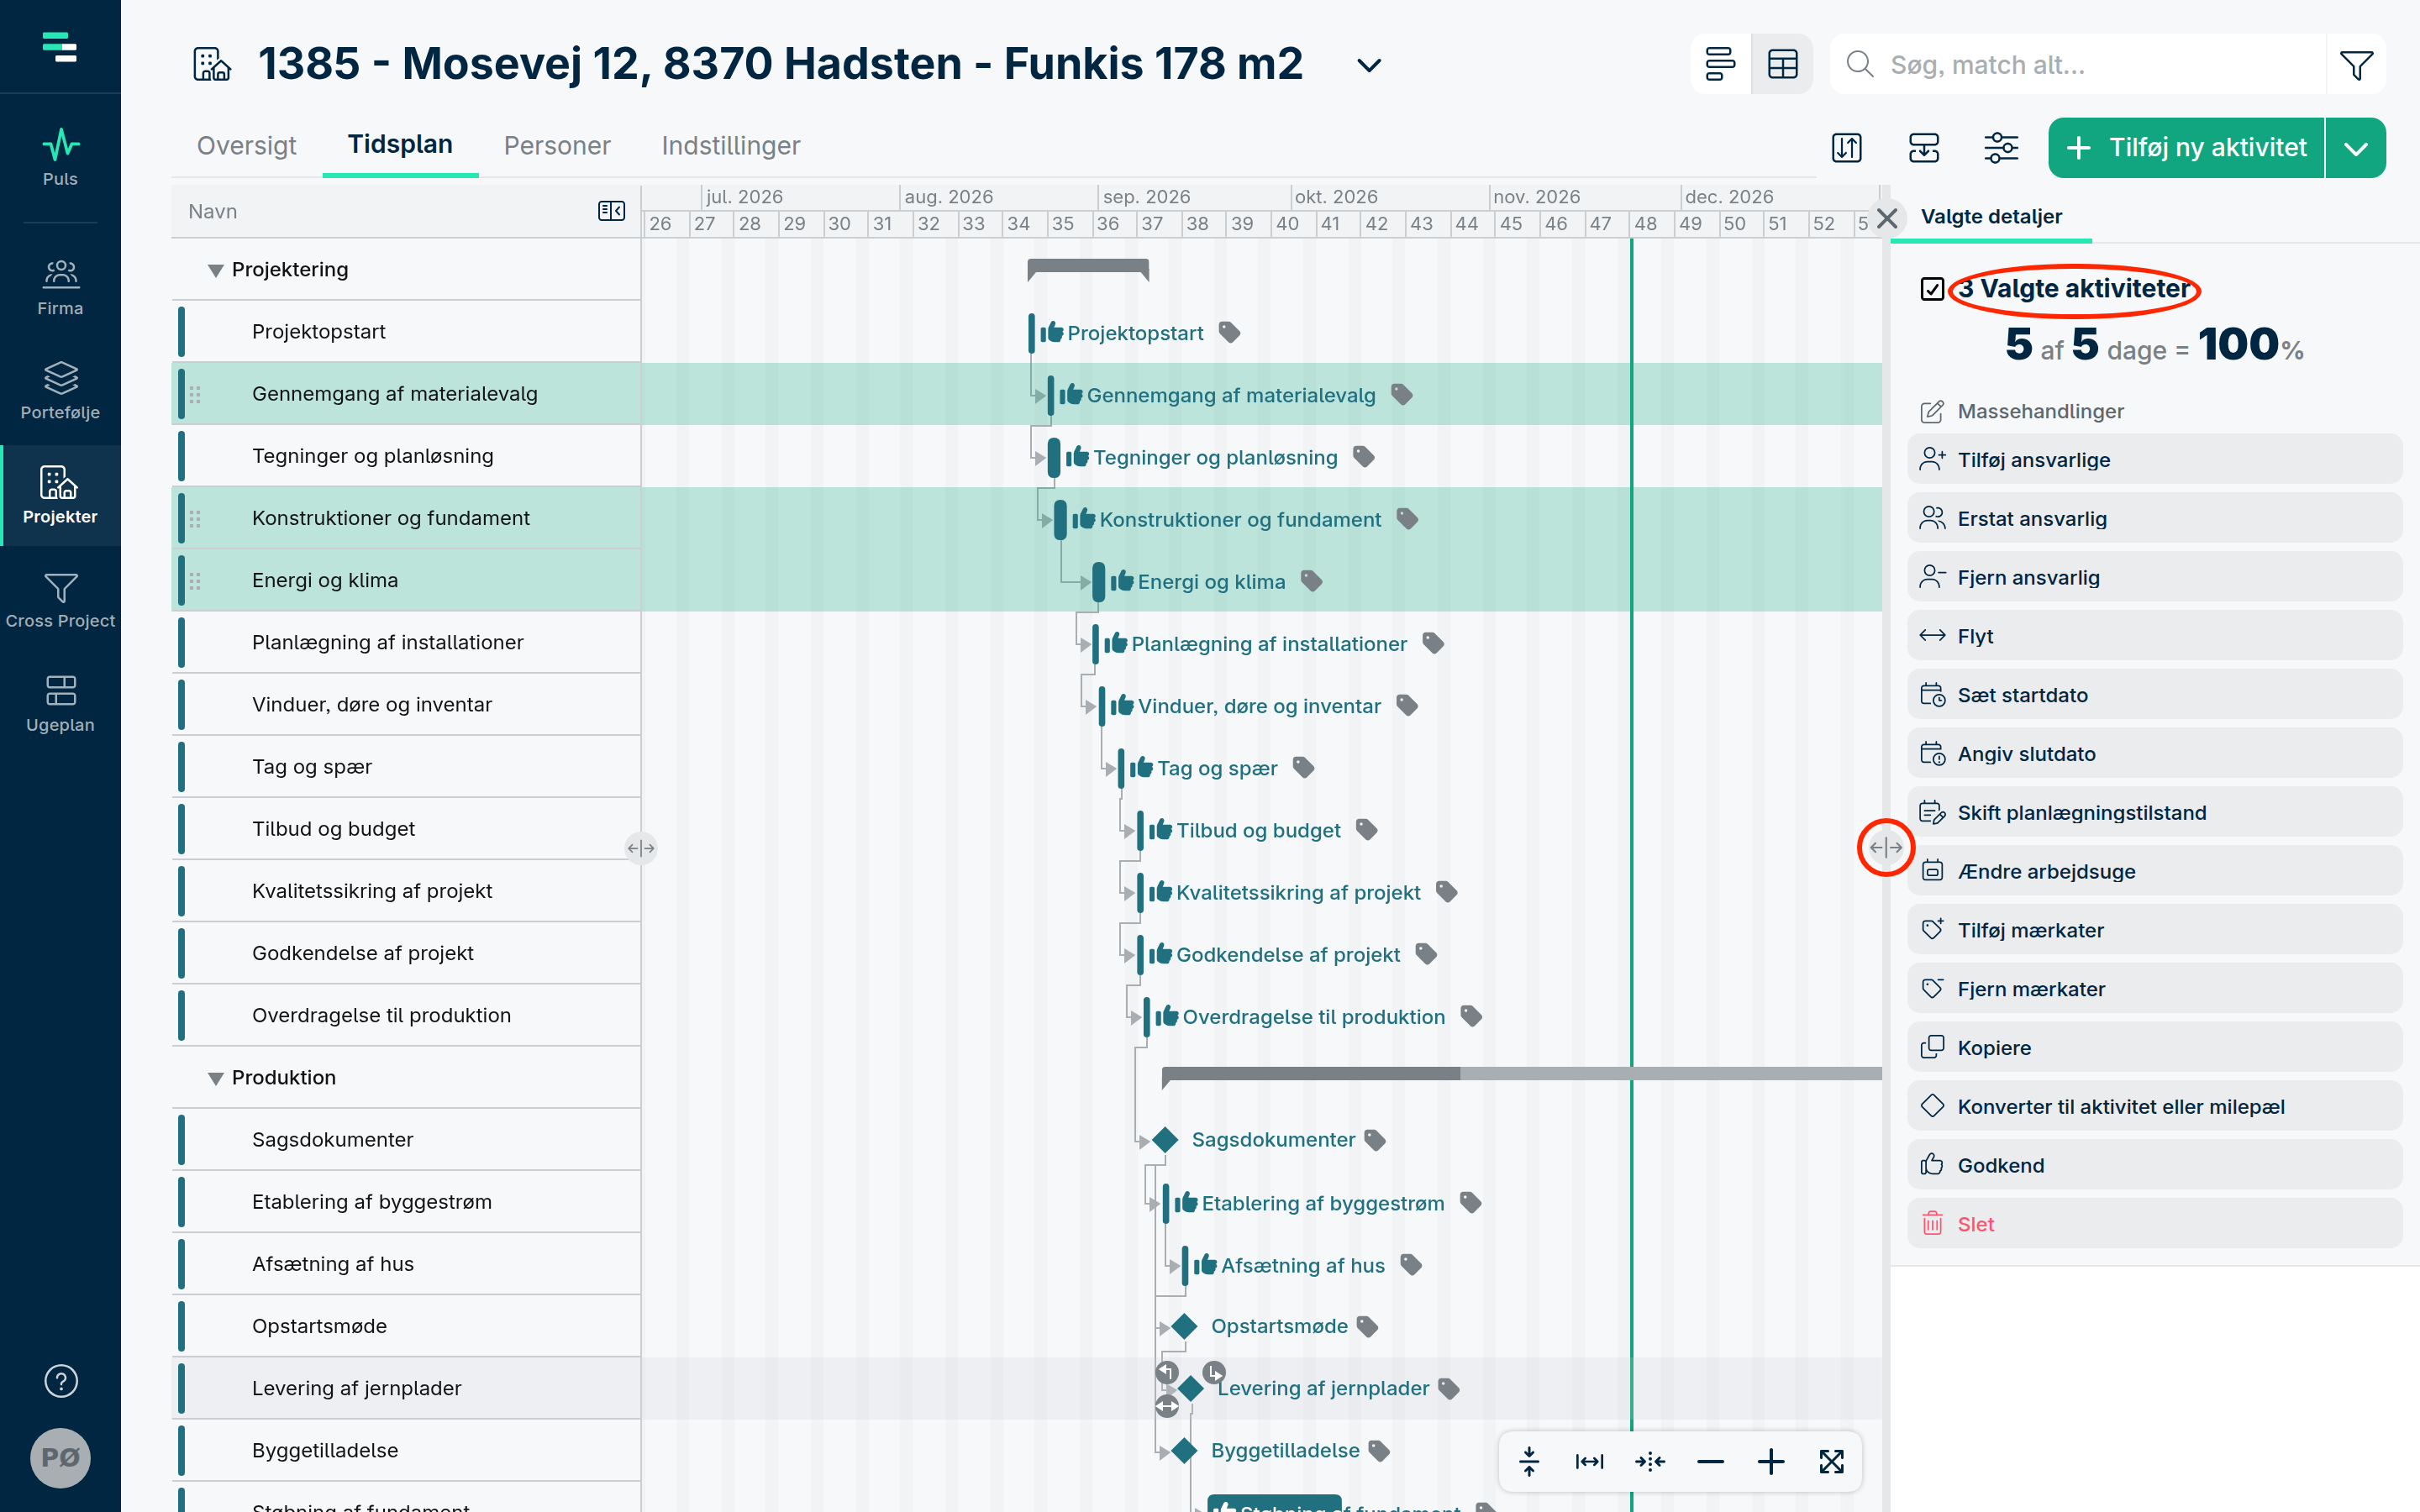 1385 - Mosevej 12, 8370 Hadsten - Funkis 178 m2
Søg, match alt...
Puls
Firma
Portefølje
Projekter
Cross Project
Ugeplan
PØ
Oversigt
Tidsplan
Personer
Indstillinger
Tilføj ny aktivitet
Navn
jul. 2026
aug. 2026
sep. 2026
okt. 2026
nov. 2026
dec. 2026
26 27 28 29 30 31 32 33 34 35 36 37 38 39 40 41 42 43 44 45 46 47 48 49 50 51 52
Projektering
Projektopstart
Projektopstart
Gennemgang af materialevalg
Gennemgang af materialevalg
Tegninger og planløsning
Tegninger og planløsning
Konstruktioner og fundament
Konstruktioner og fundament
Energi og klima
Energi og klima
Planlægning af installationer
Planlægning af installationer
Vinduer, døre og inventar
Vinduer, døre og inventar
Tag og spær
Tag og spær
Tilbud og budget
Tilbud og budget
Kvalitetssikring af projekt
Kvalitetssikring af projekt
Godkendelse af projekt
Godkendelse af projekt
Overdragelse til produktion
Overdragelse til produktion
Produktion
Sagsdokumenter
Sagsdokumenter
Etablering af byggestrøm
Etablering af byggestrøm
Afsætning af hus
Afsætning af hus
Opstartsmøde
Opstartsmøde
Levering af jernplader
Levering af jernplader
Byggetilladelse
Byggetilladelse
Støbning af fundament
Støbning af fundament
Valgte detaljer
3 Valgte aktiviteter
5 af 5 dage = 100%
Massehandlinger
Tilføj ansvarlige
Erstat ansvarlig
Fjern ansvarlig
Flyt
Sæt startdato
Angiv slutdato
Skift planlægningstilstand
Ændre arbejdsuge
Tilføj mærkater
Fjern mærkater
Kopiere
Konverter til aktivitet eller milepæl
Godkend
Slet